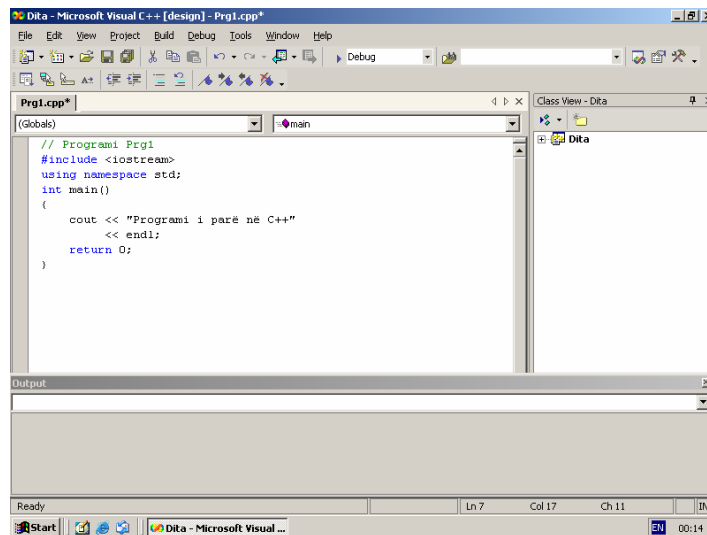 Dita - Microsoft Visual C++ [design] - Prg1.cpp*
File Edit View Project Build Debug Tools Window Help
Debug
Prg1.cpp*
Class View - Dita
(Globals)
main
Dita
// Programi Prg1
#include <iostream>
using namespace std;
int main()
{
cout << "Programi i parë në C++"
<< endl;
return 0;
}
Output
Ready
Ln 7 Col 17 Ch 11 IN
Start
Dita - Microsoft Visual ...
EN 00:14